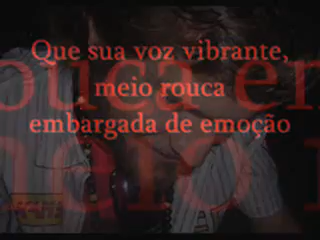 Que sua voz vibrante,
meio rouca
embargada de emoção